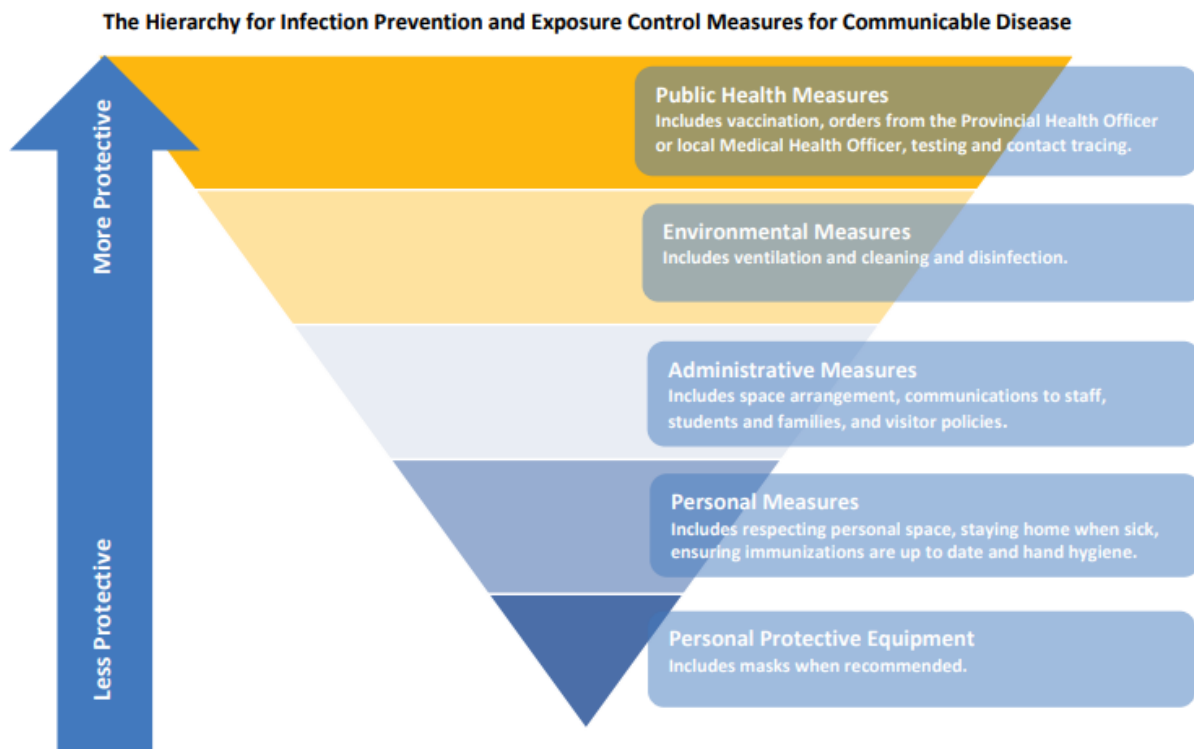 The Hierarchy for Infection Prevention and Exposure Control Measures for Communicable Disease
More Protective
Less Protective
Public Health Measures
Includes vaccination, orders from the Provincial Health Officer
or local Medical Health Officer, testing and contact tracing.
Environmental Measures
Includes ventilation and cleaning and disinfection.
Administrative Measures
Includes space arrangement, communications to staff,
students and families, and visitor policies.
Personal Measures
Includes respecting personal space, staying home when sick,
ensuring immunizations are up to date and hand hygiene.
Personal Protective Equipment
Includes masks when recommended.